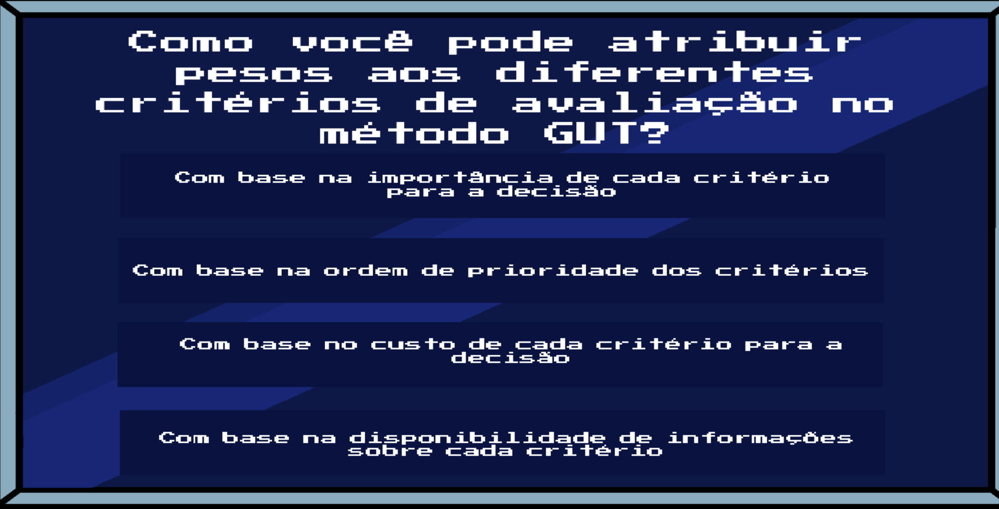 Como você pode atribuir
pesos aos diferentes
critérios de avaliação no
método GUT?
Com base na importância de cada critério
para a decisão
Com base na ordem de prioridade dos critérios
Com base no custo de cada critério para a
decisão
Com base na disponibilidade de informações
sobre cada critério